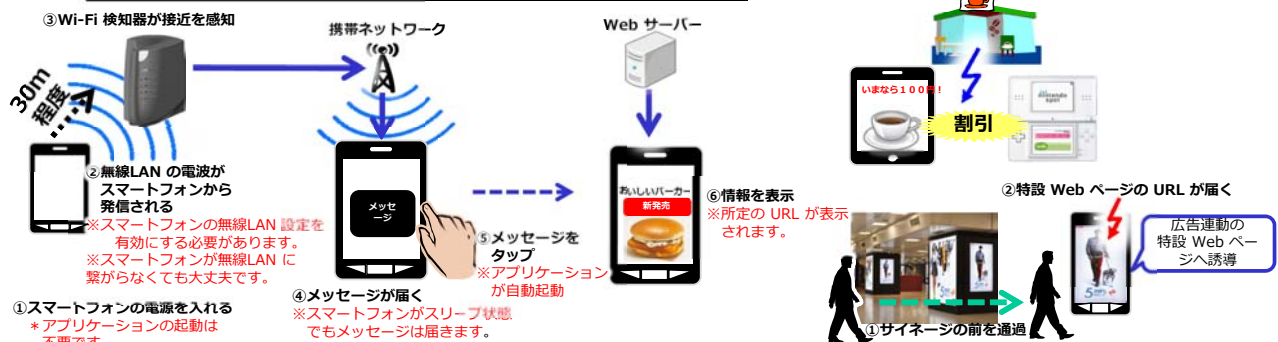 ③Wi-Fi 検知器が接近を感知
30m
程度
②無線LAN の電波が
スマートフォンから
発信される
※スマートフォンの無線LAN 設定を
有効にする必要があります。
※スマートフォンが無線LAN に
繋がらなくても大丈夫です。
①スマートフォンの電源を入れる
＊アプリケーションの起動は
不要です
携帯ネットワーク
メッセ
ージ
④メッセージが届く
※スマートフォンがスリープ状態
でもメッセージは届きます。
⑤メッセージを
タップ
※アプリケーション
が自動起動
Web サーバー
おいしいバーガー
新発売
⑥情報を表示
※所定の URL が表示
されます。
いまなら１００円！
割引
①サイネージの前を通過
②特設 Web ページの URL が届く
広告連動の
特設 Web ペー
ジへ誘導